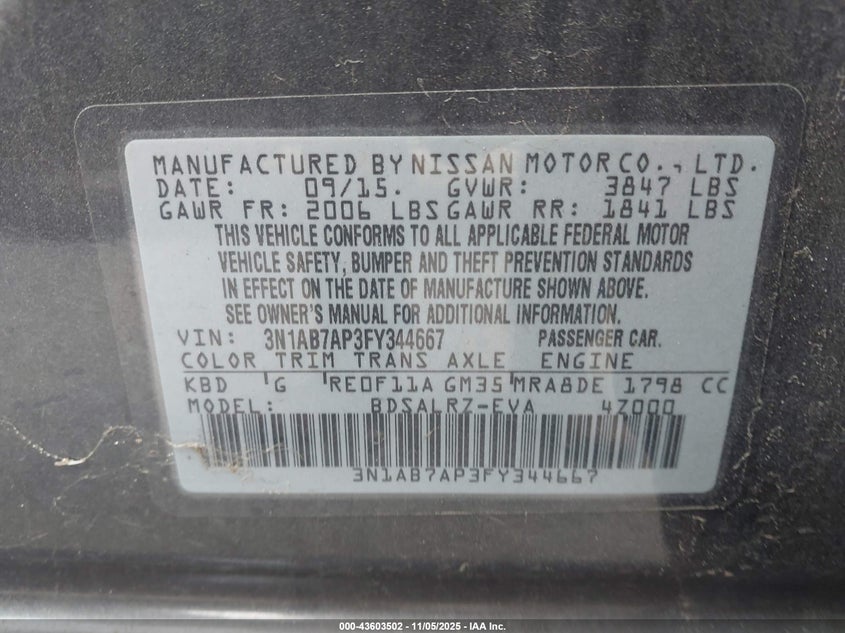 MANUFACTURED BY NISSAN MOTOR CO., LTD.
DATE: 09/15. GVWR: 3847 LBS
GAWR FR: 2006 LBS GAWR RR: 1841 LBS
THIS VEHICLE CONFORMS TO ALL APPLICABLE FEDERAL MOTOR
VEHICLE SAFETY, BUMPER AND THEFT PREVENTION STANDARDS
IN EFFECT ON THE DATE OF MANUFACTURE SHOWN ABOVE.
SEE OWNER'S MANUAL FOR ADDITIONAL INFORMATION.
VIN: 3N1AB7AP3FY344667 PASSENGER CAR.
COLOR TRIM TRANS AXLE ENGINE
KBD G RE0F11A GM35 MRA8DE 1798 CC
MODEL: BDSALRZ-EVA 4Z000
3N1AB7AP3FY344667
000-43603502 - 11/05/2025 - IAA Inc.